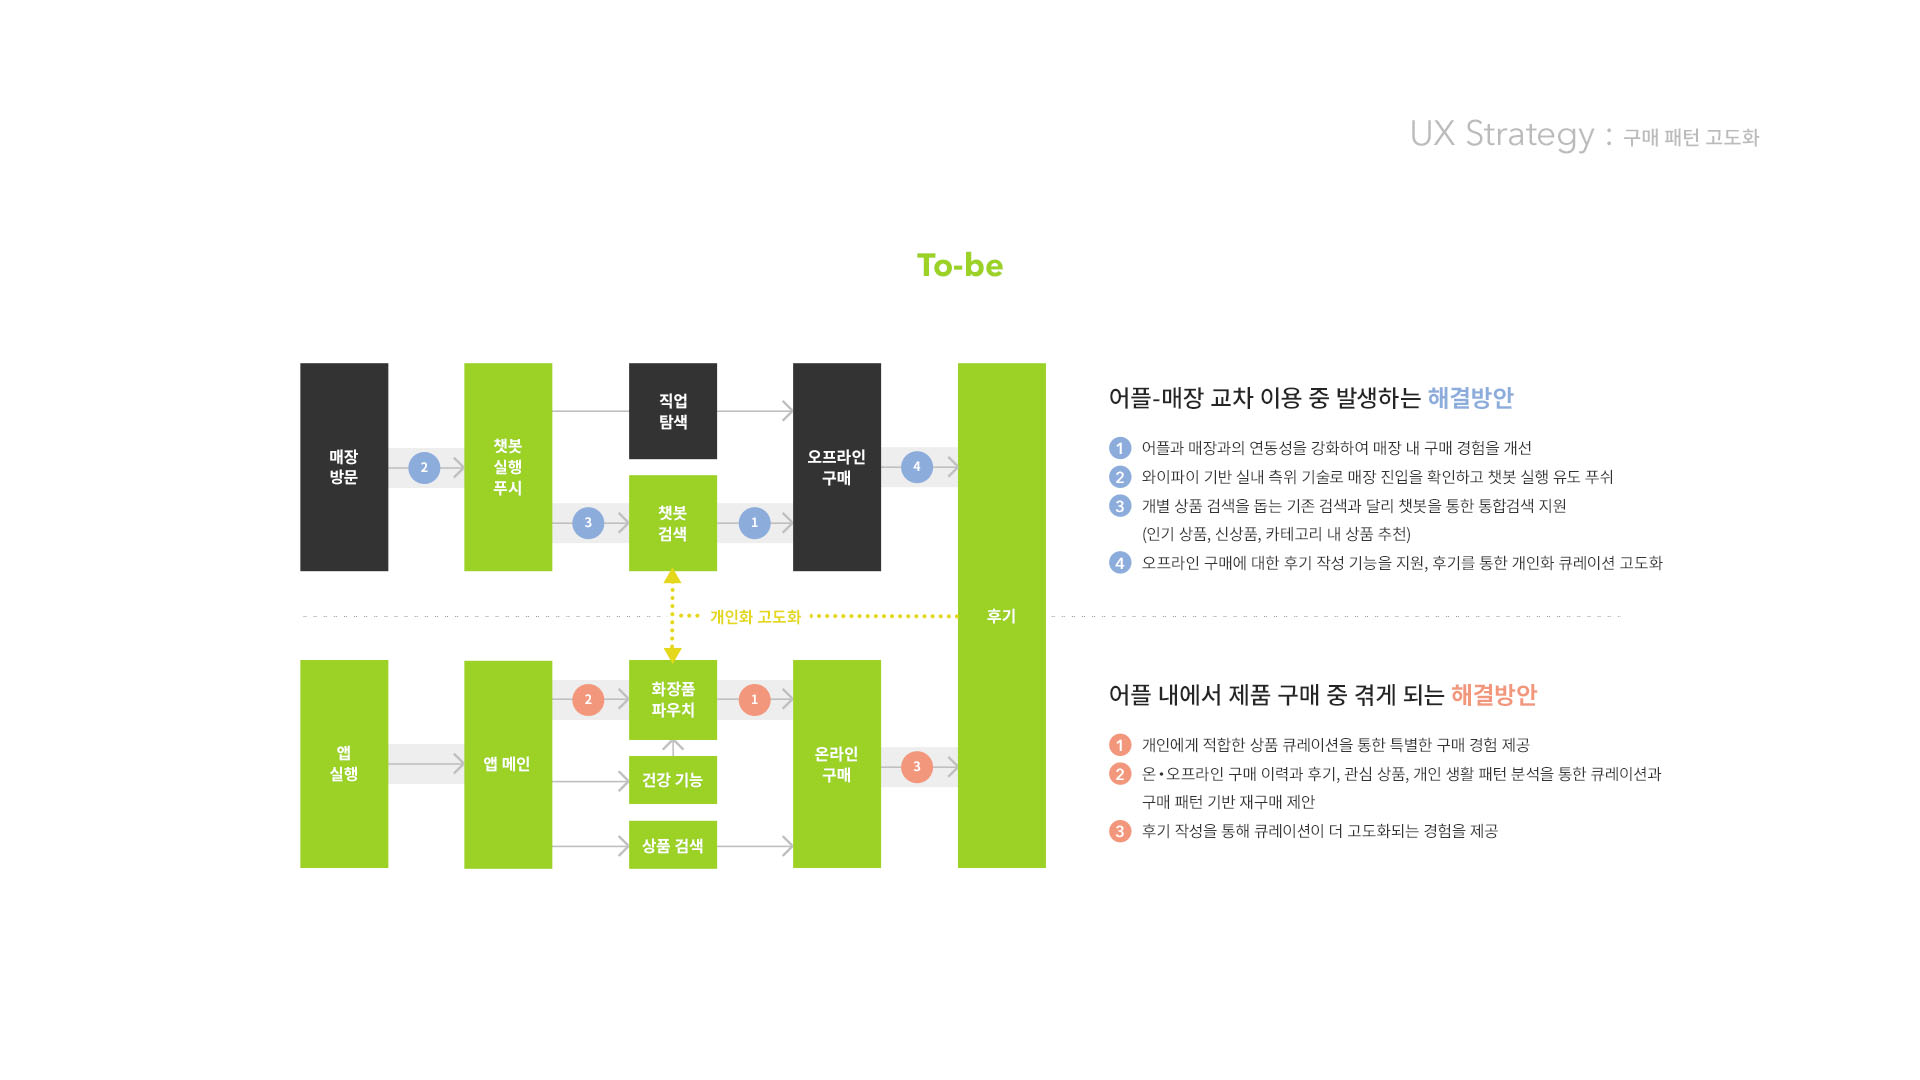 UX Strategy : 구매 패턴 고도화
To-be
매장
방문
2
챗봇
실행
푸시
직업
탐색
3
챗봇
검색
1
오프라인
구매
4
개인화 고도화
후기
앱
실행
앱 메인
2
화장품
파우치
1
건강 기능
상품 검색
온라인
구매
3
어플-매장 교차 이용 중 발생하는 해결방안
1 어플과 매장과의 연동성을 강화하여 매장 내 구매 경험을 개선
2 와이파이 기반 실내 측위 기술로 매장 진입을 확인하고 챗봇 실행 유도 푸쉬
3 개별 상품 검색을 돕는 기존 검색과 달리 챗봇을 통한 통합검색 지원
(인기 상품, 신상품, 카테고리 내 상품 추천)
4 오프라인 구매에 대한 후기 작성 기능을 지원, 후기를 통한 개인화 큐레이션 고도화
어플 내에서 제품 구매 중 겪게 되는 해결방안
1 개인에게 적합한 상품 큐레이션을 통한 특별한 구매 경험 제공
2 온•오프라인 구매 이력과 후기, 관심 상품, 개인 생활 패턴 분석을 통한 큐레이션과
구매 패턴 기반 재구매 제안
3 후기 작성을 통해 큐레이션이 더 고도화되는 경험을 제공